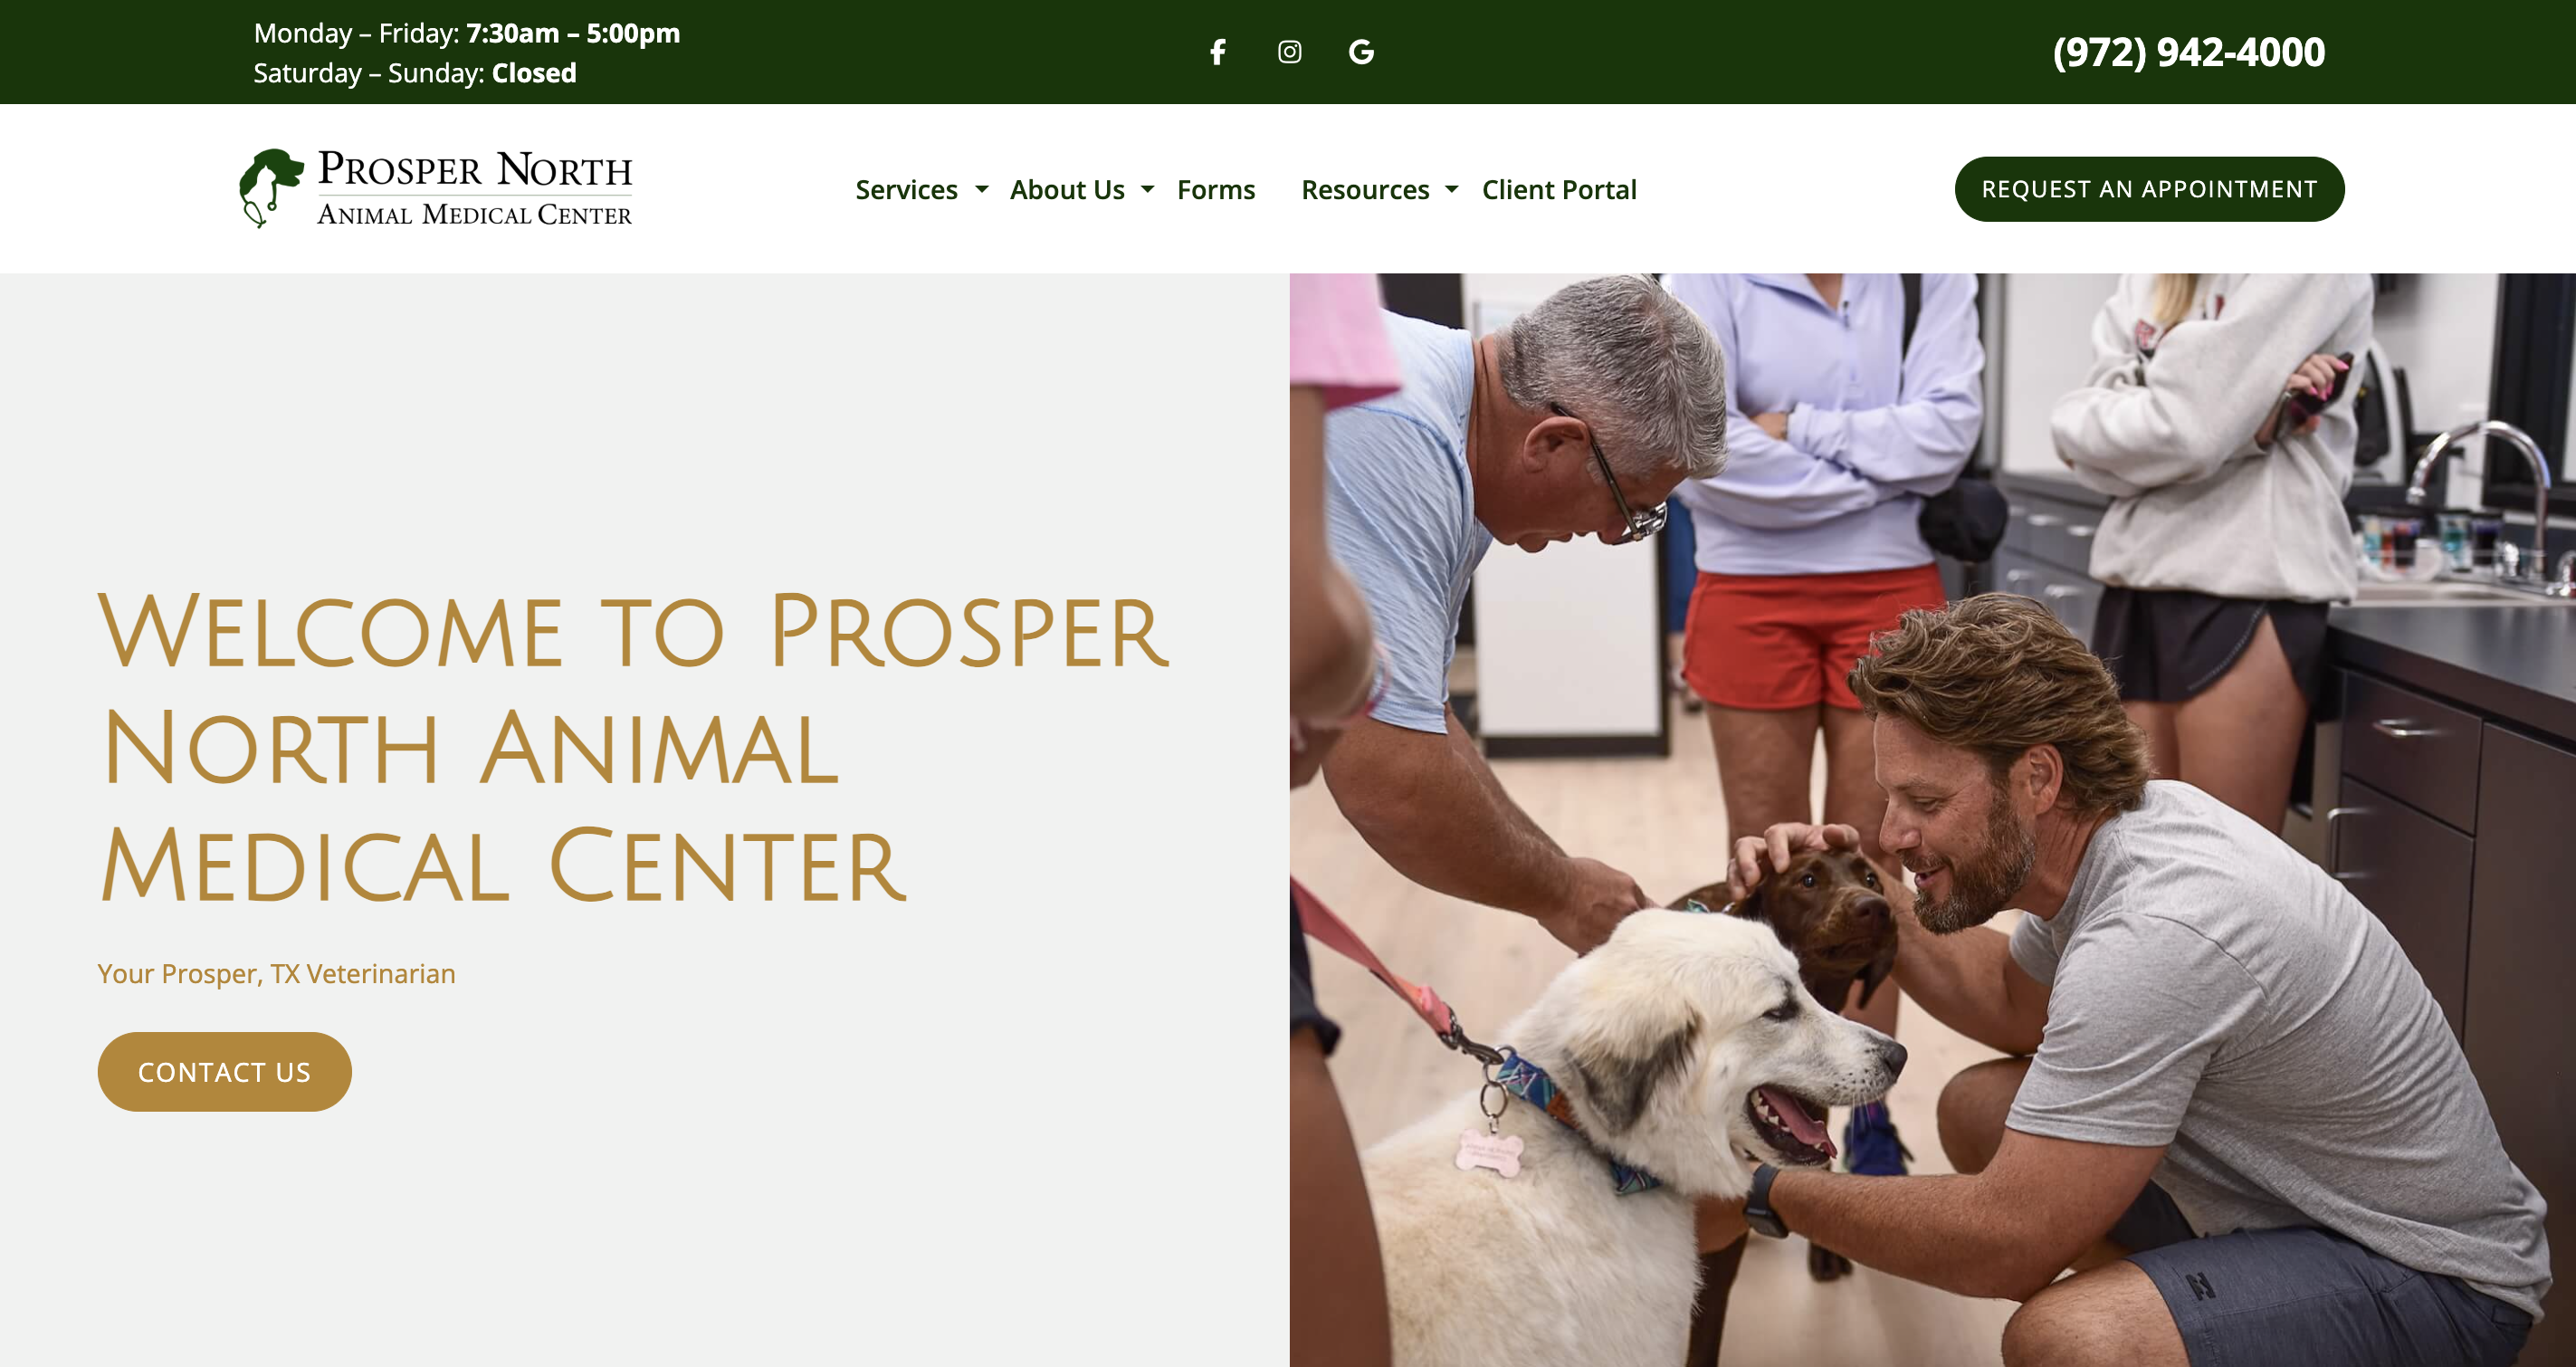 Monday – Friday: 7:30am – 5:00pm
Saturday – Sunday: Closed
(972) 942-4000
PROSPER NORTH
ANIMAL MEDICAL CENTER
Services
About Us
Forms
Resources
Client Portal
REQUEST AN APPOINTMENT
WELCOME TO PROSPER
NORTH ANIMAL
MEDICAL CENTER
Your Prosper, TX Veterinarian
CONTACT US